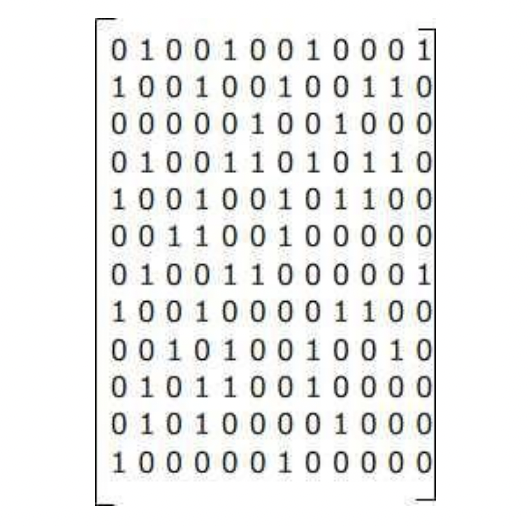 0 1 0 0 1 0 0 1 0 0 0 1
1 0 0 1 0 0 1 0 0 1 1 0
0 0 0 0 0 1 0 0 1 0 0 0
0 1 0 0 1 1 0 1 0 1 1 0
1 0 0 1 0 0 1 0 1 1 0 0
0 0 1 1 0 0 1 0 0 0 0 0
0 1 0 0 1 1 0 0 0 0 0 1
1 0 0 1 0 0 0 0 1 1 0 0
0 0 1 0 1 0 0 1 0 0 1 0
0 1 0 1 1 0 0 1 0 0 0 0
0 1 0 1 0 0 0 0 1 0 0 0
1 0 0 0 0 0 1 0 0 0 0 0